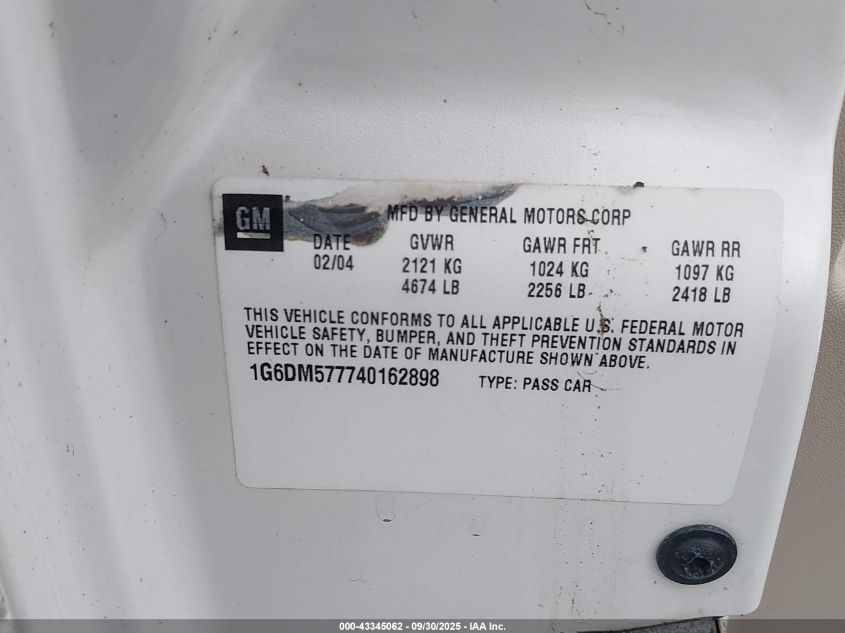 GM
MFD BY GENERAL MOTORS CORP
DATE GVWR GAWR FRT GAWR RR
02/04 2121 KG 1024 KG 1097 KG
4674 LB 2256 LB 2418 LB
THIS VEHICLE CONFORMS TO ALL APPLICABLE U.S. FEDERAL MOTOR
VEHICLE SAFETY, BUMPER, AND THEFT PREVENTION STANDARDS IN
EFFECT ON THE DATE OF MANUFACTURE SHOWN ABOVE.
1G6DM577740162898 TYPE: PASS CAR
000-43345062 - 09/30/2025 - IAA Inc.